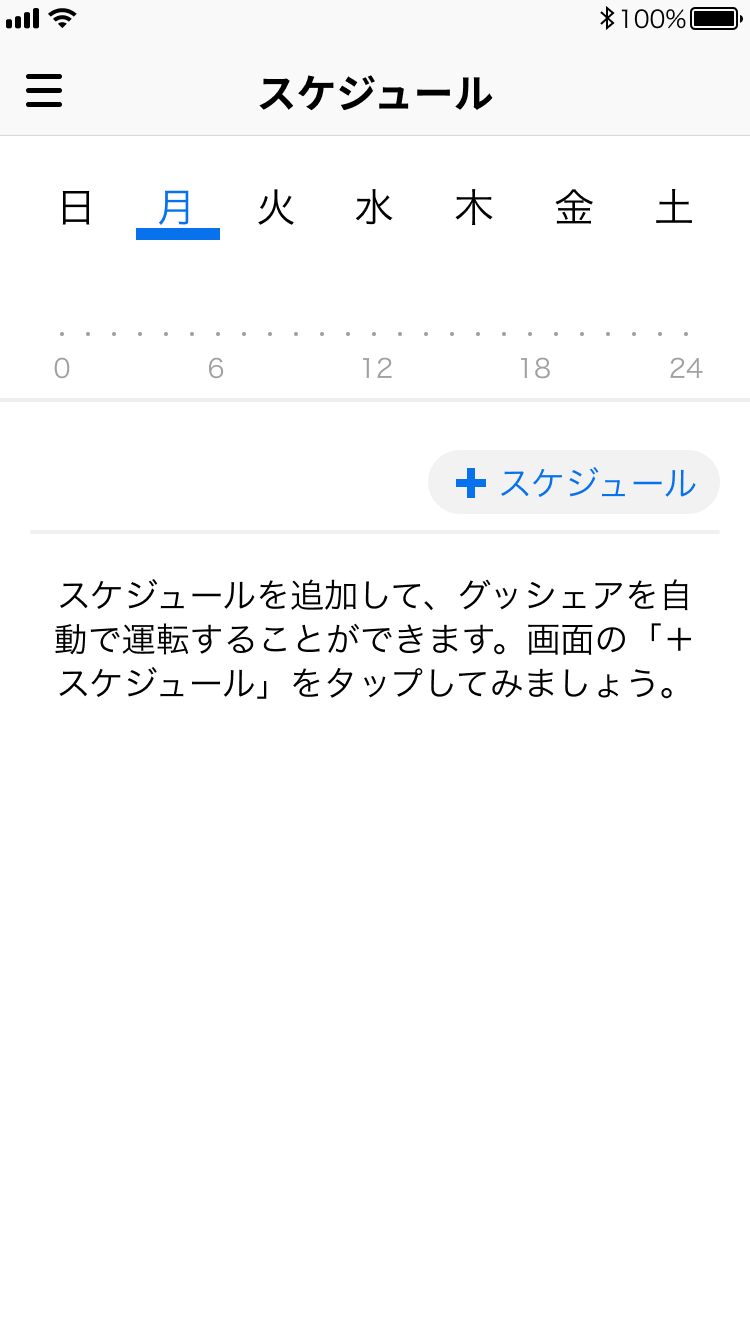 100%
スケジュール
日 月 火 水 木 金 土
0 6 12 18 24
+ スケジュール
スケジュールを追加して、グッシェアを自
動で運転することができます。画面の「＋
スケジュール」をタップしてみましょう。